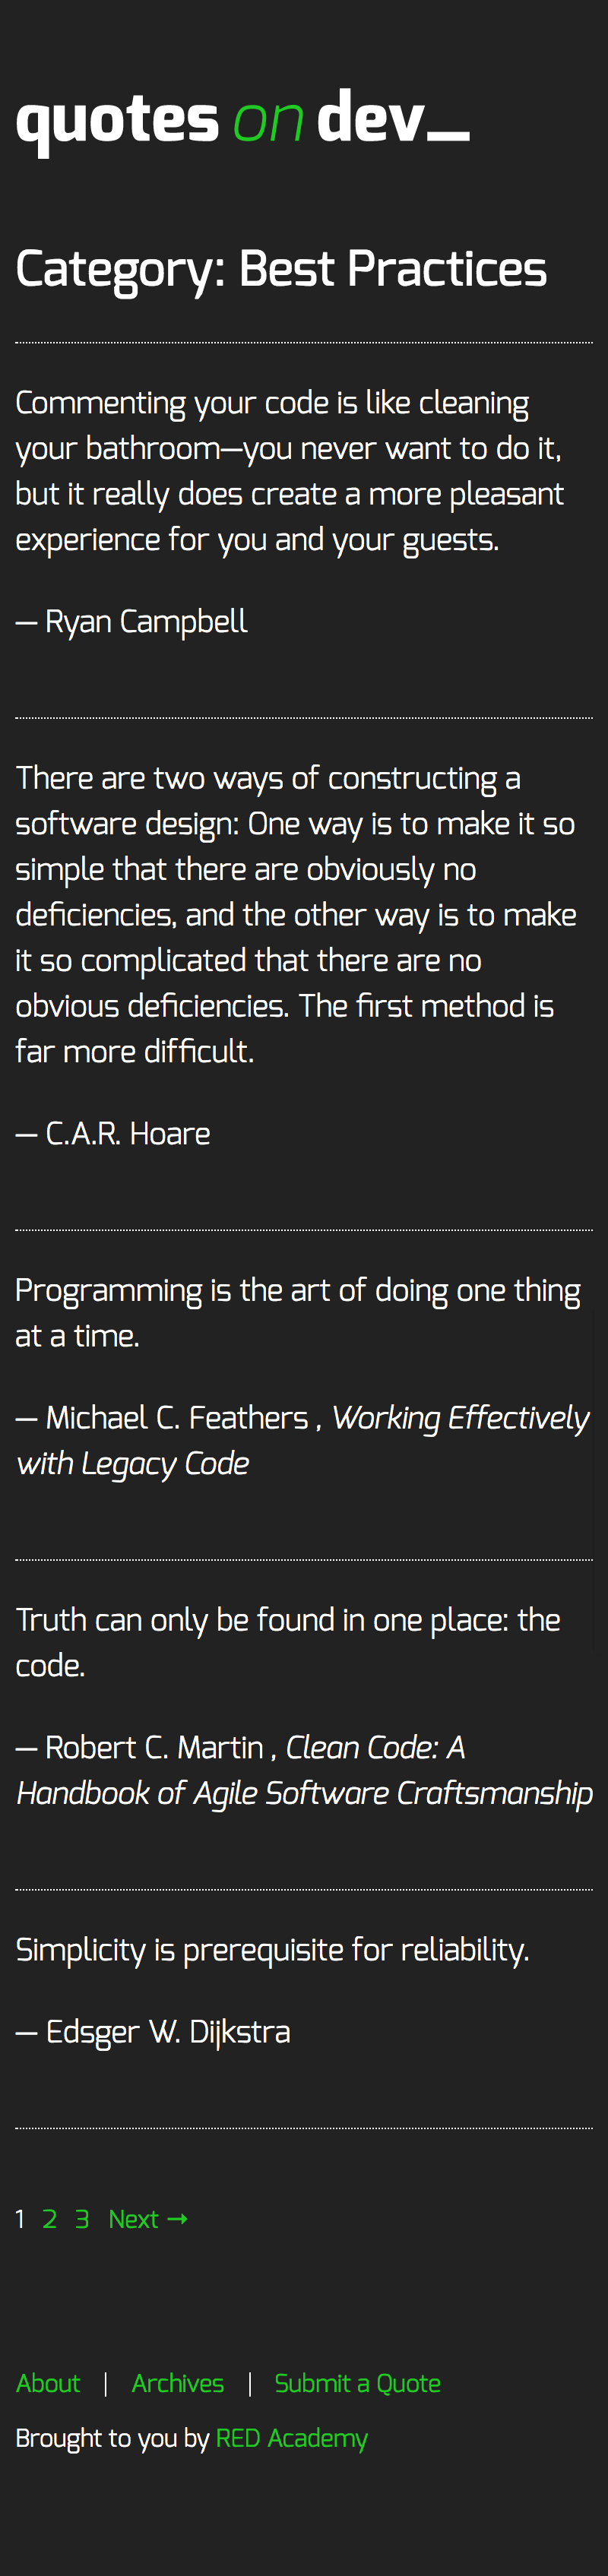 quotes on dev_
Category: Best Practices
Commenting your code is like cleaning
your bathroom—you never want to do it,
but it really does create a more pleasant
experience for you and your guests.
— Ryan Campbell
There are two ways of constructing a
software design: One way is to make it so
simple that there are obviously no
deficiencies, and the other way is to make
it so complicated that there are no
obvious deficiencies. The first method is
far more difficult.
— C.A.R. Hoare
Programming is the art of doing one thing
at a time.
— Michael C. Feathers , Working Effectively
with Legacy Code
Truth can only be found in one place: the
code.
— Robert C. Martin , Clean Code: A
Handbook of Agile Software Craftsmanship
Simplicity is prerequisite for reliability.
— Edsger W. Dijkstra
1 2 3 Next →
About | Archives | Submit a Quote
Brought to you by RED Academy